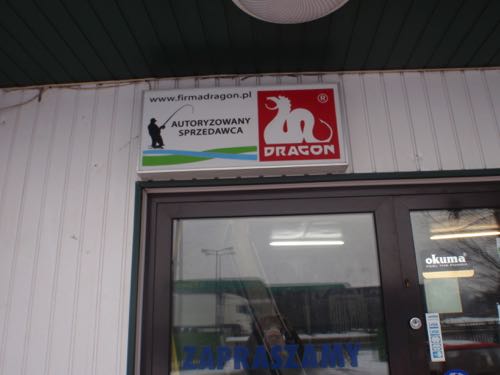 www.firmadragon.pl
AUTORYZOWANY
SPRZEDAWCA
®
DRAGON
okuma
ZAPRASZAMY